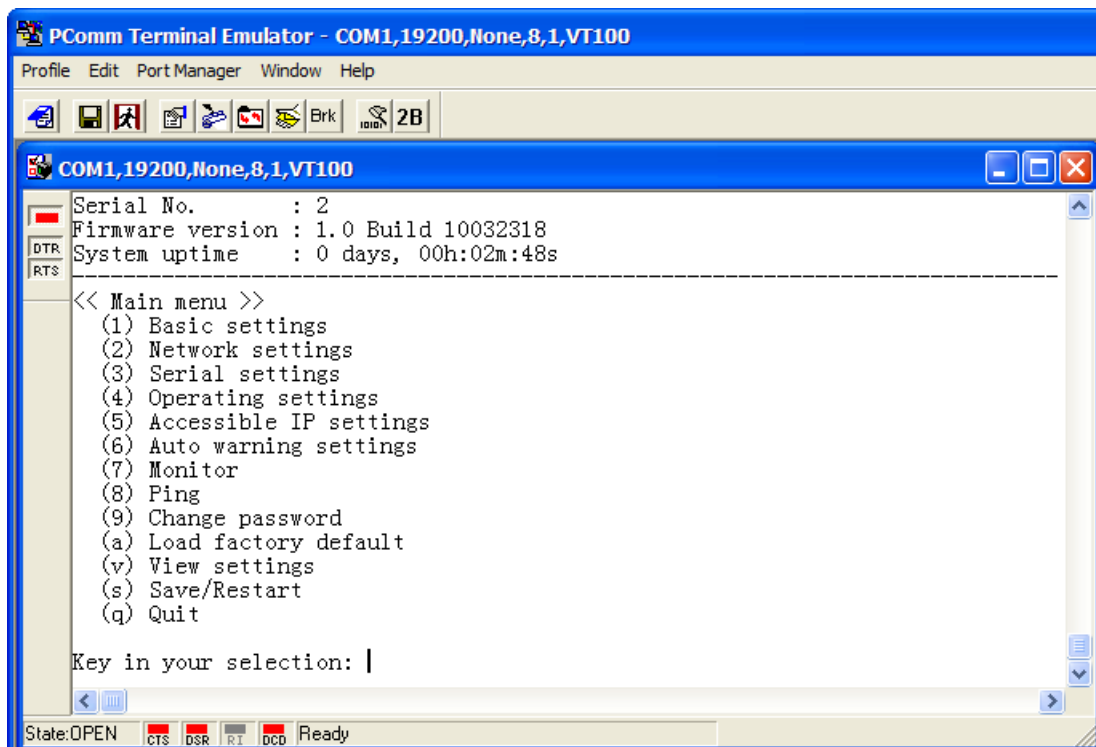 PComm Terminal Emulator - COM1,19200,None,8,1,VT100
Profile Edit Port Manager Window Help
Brk 2B
COM1,19200,None,8,1,VT100
DTR
RTS
Serial No. : 2
Firmware version : 1.0 Build 10032318
System uptime : 0 days, 00h:02m:48s
--------------------------------------------------------------------------------
<< Main menu >>
(1) Basic settings
(2) Network settings
(3) Serial settings
(4) Operating settings
(5) Accessible IP settings
(6) Auto warning settings
(7) Monitor
(8) Ping
(9) Change password
(a) Load factory default
(v) View settings
(s) Save/Restart
(q) Quit
Key in your selection:
State:OPEN CTS DSR RI DCD Ready